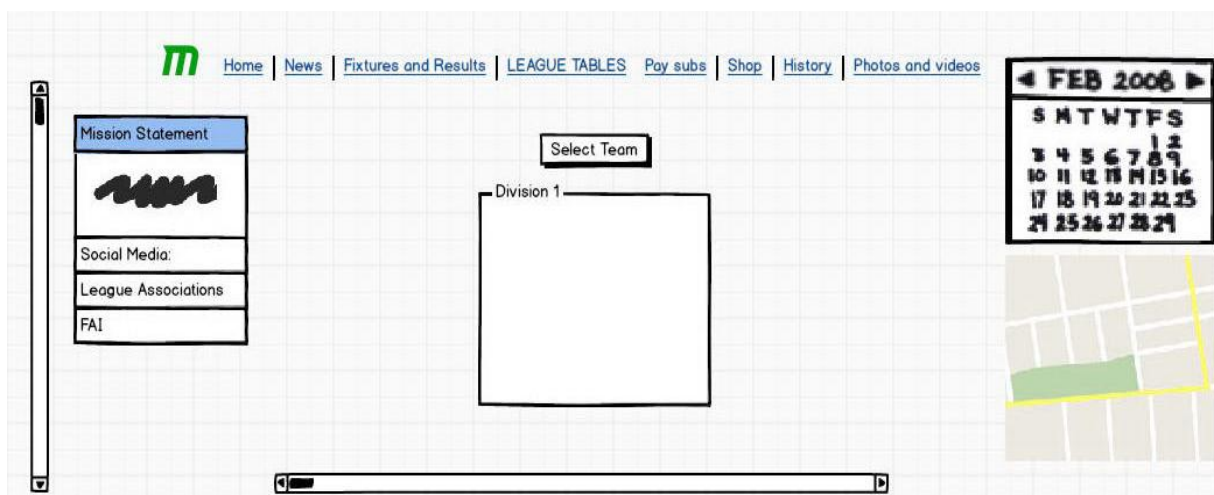 m Home | News | Fixtures and Results | LEAGUE TABLES Pay subs | Shop | History | Photos and videos
Mission Statement
Social Media:
League Associations
FAI
Select Team
Division 1
FEB 2008
S M T W T F S
1 2
3 4 5 6 7 8 9
10 11 12 13 14 15 16
17 18 19 20 21 22 23
24 25 26 27 28 29